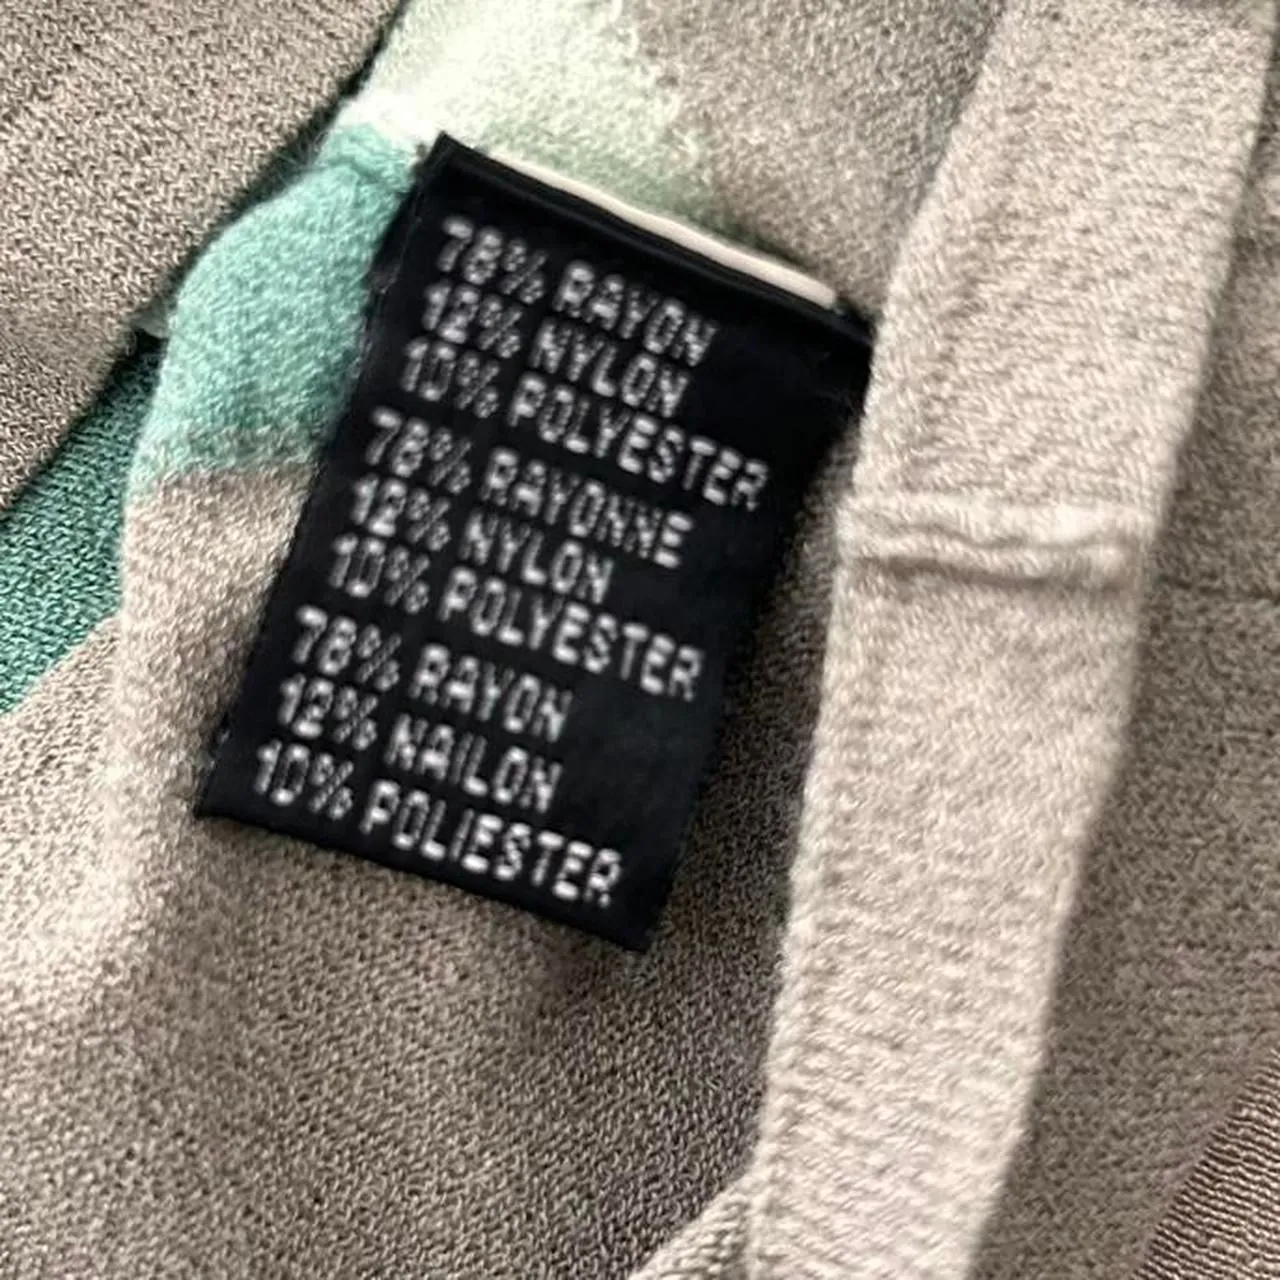 78% RAYON
12% NYLON
10% POLYESTER
78% RAYONNE
12% NYLON
10% POLYESTER
78% RAYON
12% NAILON
10% POLIESTER